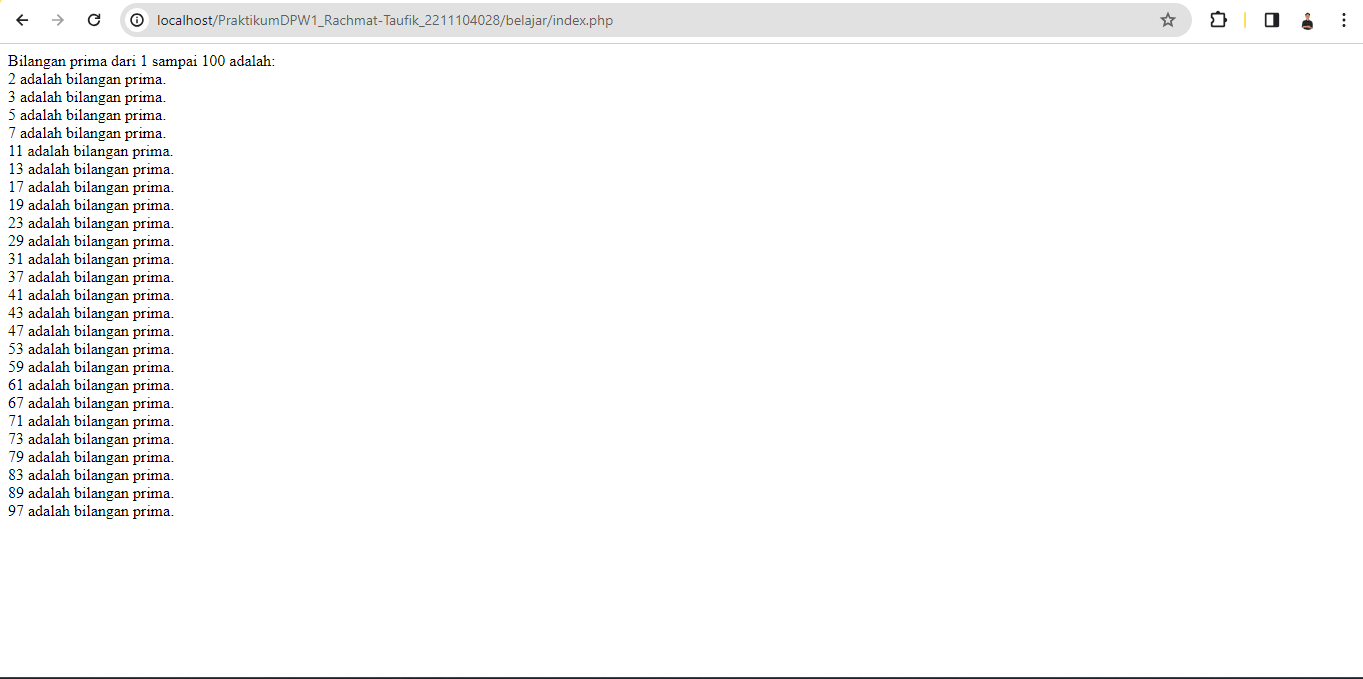 localhost/PraktikumDPW1_Rachmat-Taufik_2211104028/belajar/index.php
Bilangan prima dari 1 sampai 100 adalah:
2 adalah bilangan prima.
3 adalah bilangan prima.
5 adalah bilangan prima.
7 adalah bilangan prima.
11 adalah bilangan prima.
13 adalah bilangan prima.
17 adalah bilangan prima.
19 adalah bilangan prima.
23 adalah bilangan prima.
29 adalah bilangan prima.
31 adalah bilangan prima.
37 adalah bilangan prima.
41 adalah bilangan prima.
43 adalah bilangan prima.
47 adalah bilangan prima.
53 adalah bilangan prima.
59 adalah bilangan prima.
61 adalah bilangan prima.
67 adalah bilangan prima.
71 adalah bilangan prima.
73 adalah bilangan prima.
79 adalah bilangan prima.
83 adalah bilangan prima.
89 adalah bilangan prima.
97 adalah bilangan prima.